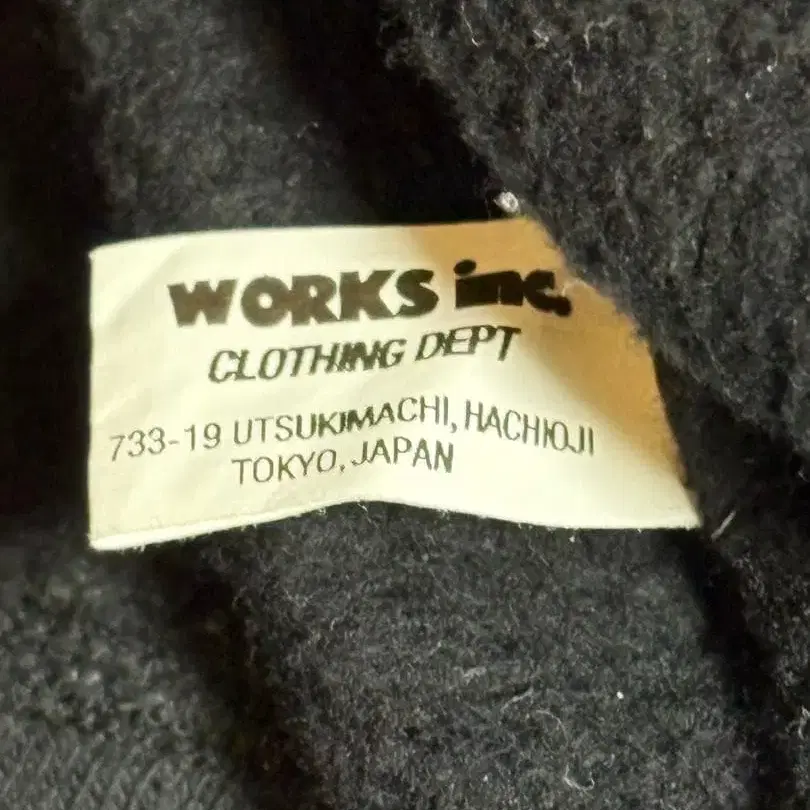 WORKS inc.
CLOTHING DEPT
733-19 UTSUKIMACHI, HACHIOJI
TOKYO, JAPAN